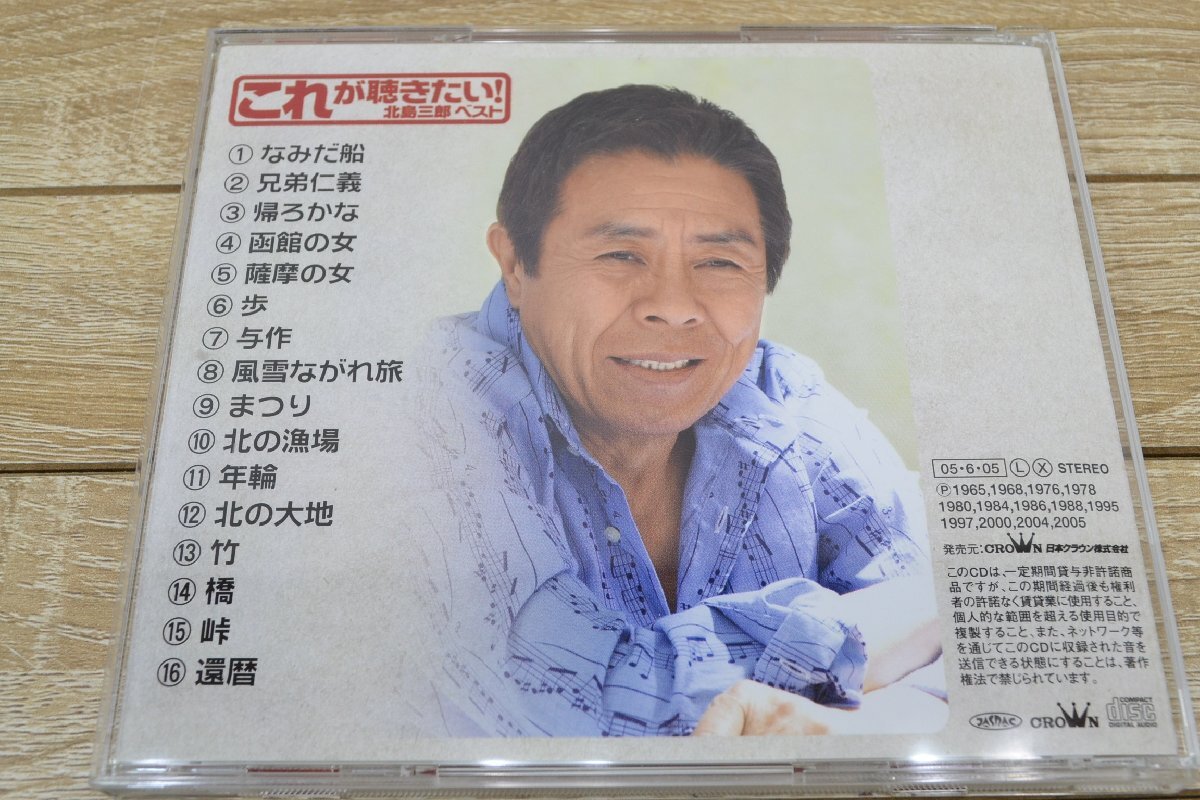 これが聴きたい!
北島三郎 ベスト
① なみだ船
② 兄弟仁義
③ 帰ろかな
④ 函館の女
⑤ 薩摩の女
⑥ 歩
⑦ 与作
⑧ 風雪ながれ旅
⑨ まつり
⑩ 北の漁場
⑪ 年輪
⑫ 北の大地
⑬ 竹
⑭ 橋
⑮ 峠
⑯ 還暦
05・6・05 Ⓛ Ⓧ STEREO
Ⓟ1965,1968,1976,1978
1980,1984,1986,1988,1995
1997,2000,2004,2005
発売元:CROWN 日本クラウン株式会社
このCDは、一定期間貸与非許諾商
品ですが、この期間経過後も権利
者の許諾なく賃貸業に使用すること、
個人的な範囲を超える使用目的で
複製すること、また、ネットワーク等
を通じてこのCDに収録された音を
送信できる状態にすることは、著作
権法で禁じられています。
JASRAC CROWN COMPACT disc DIGITAL AUDIO